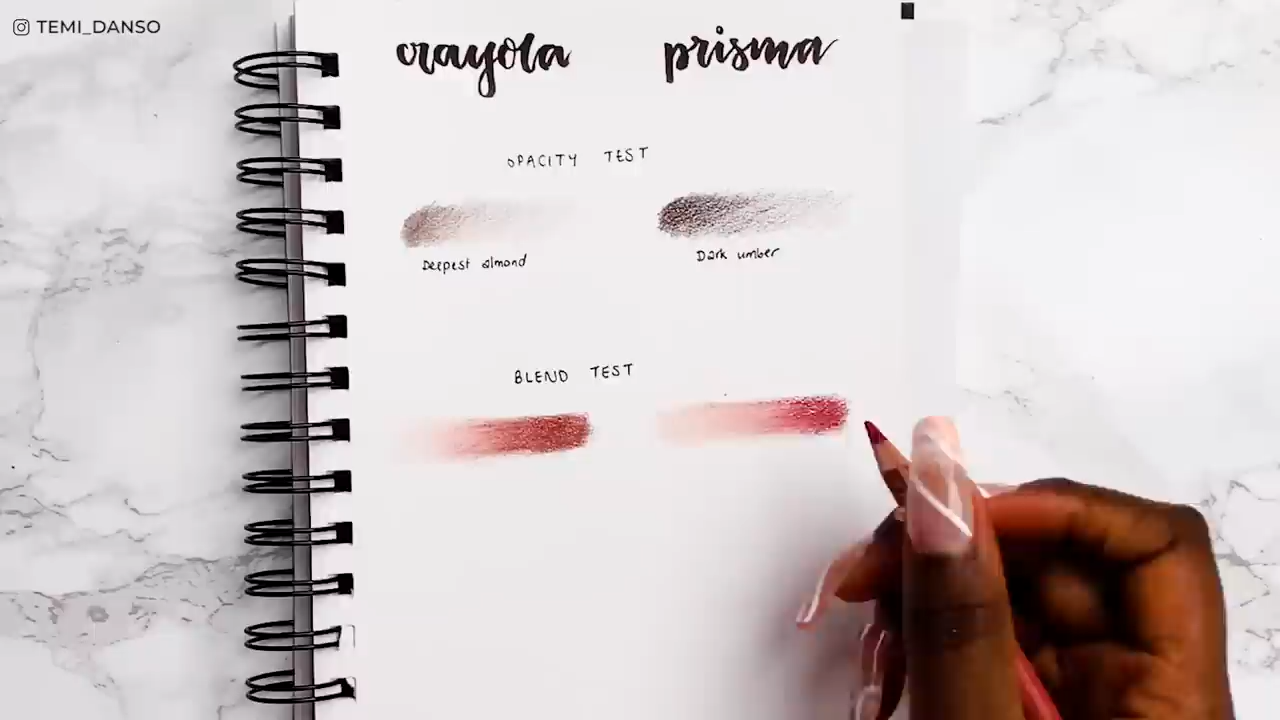 TEMI_DANSO
crayola prisma
OPACITY TEST
Deepest almond Dark umber
BLEND TEST